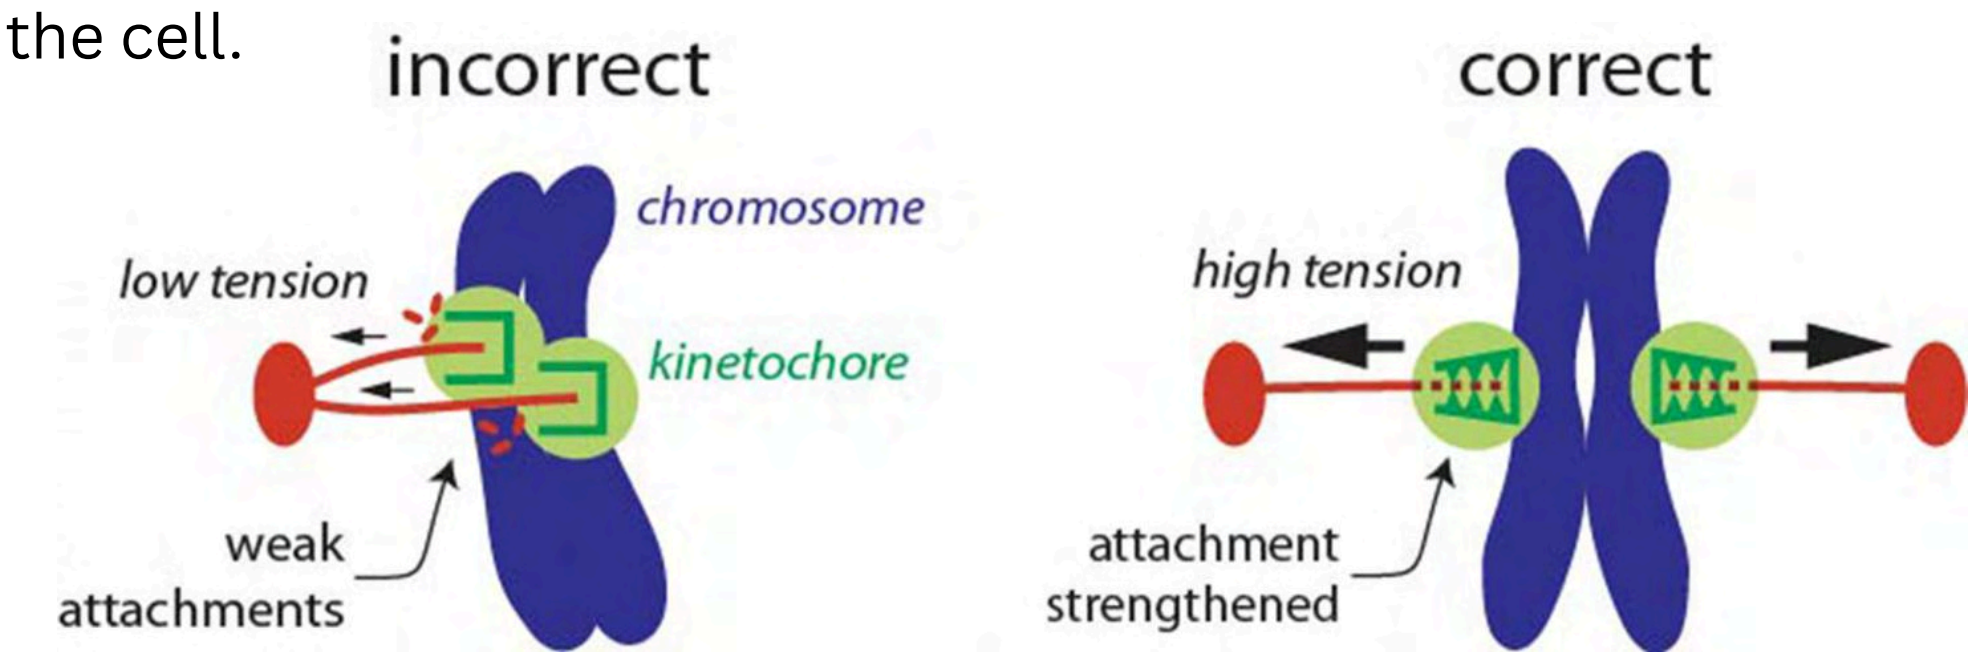 the cell.
incorrect
correct
chromosome
low tension
high tension
kinetochore
weak
attachments
attachment
strengthened